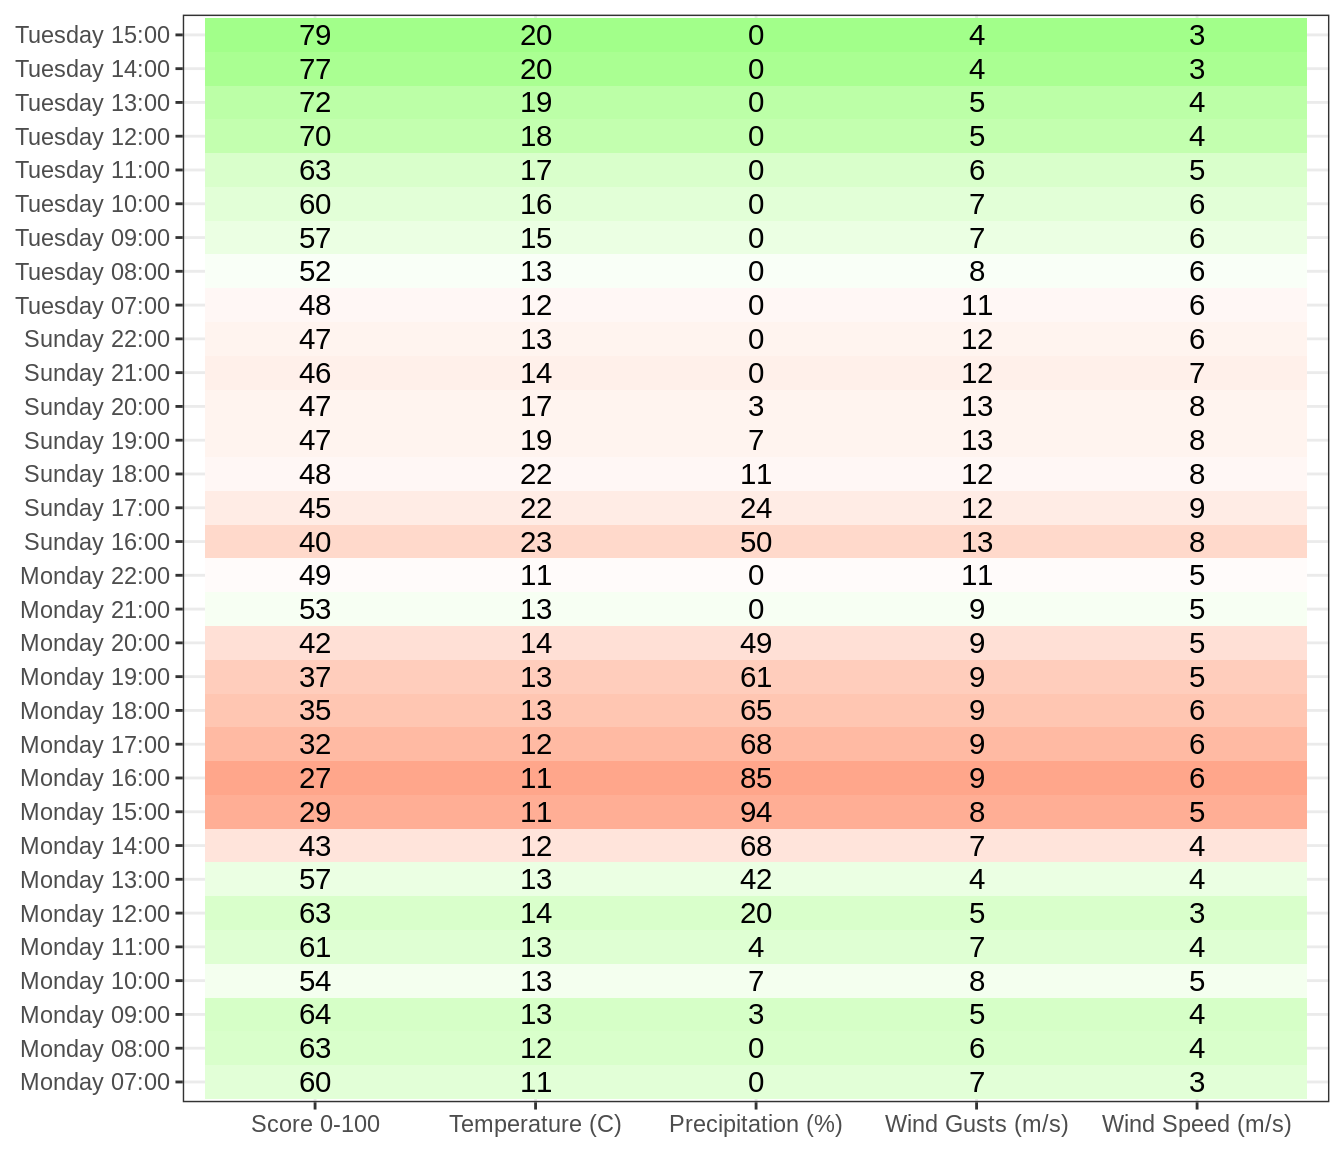 Tuesday 15:00 79 20 0 4 3
Tuesday 14:00 77 20 0 4 3
Tuesday 13:00 72 19 0 5 4
Tuesday 12:00 70 18 0 5 4
Tuesday 11:00 63 17 0 6 5
Tuesday 10:00 60 16 0 7 6
Tuesday 09:00 57 15 0 7 6
Tuesday 08:00 52 13 0 8 6
Tuesday 07:00 48 12 0 11 6
Sunday 22:00 47 13 0 12 6
Sunday 21:00 46 14 0 12 7
Sunday 20:00 47 17 3 13 8
Sunday 19:00 47 19 7 13 8
Sunday 18:00 48 22 11 12 8
Sunday 17:00 45 22 24 12 9
Sunday 16:00 40 23 50 13 8
Monday 22:00 49 11 0 11 5
Monday 21:00 53 13 0 9 5
Monday 20:00 42 14 49 9 5
Monday 19:00 37 13 61 9 5
Monday 18:00 35 13 65 9 6
Monday 17:00 32 12 68 9 6
Monday 16:00 27 11 85 9 6
Monday 15:00 29 11 94 8 5
Monday 14:00 43 12 68 7 4
Monday 13:00 57 13 42 4 4
Monday 12:00 63 14 20 5 3
Monday 11:00 61 13 4 7 4
Monday 10:00 54 13 7 8 5
Monday 09:00 64 13 3 5 4
Monday 08:00 63 12 0 6 4
Monday 07:00 60 11 0 7 3
Score 0-100 Temperature (C) Precipitation (%) Wind Gusts (m/s) Wind Speed (m/s)